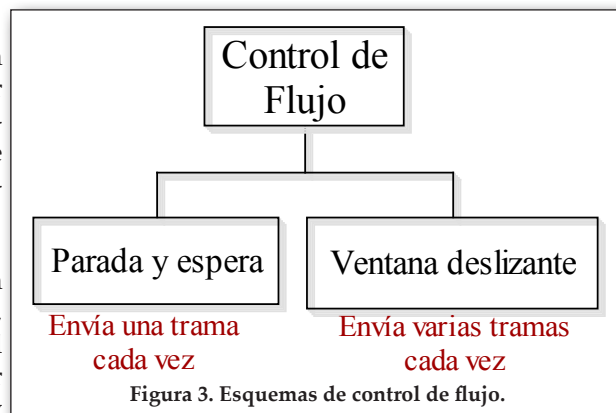 Control de
Flujo
Parada y espera
Ventana deslizante
Envía una trama
cada vez
Envía varias tramas
cada vez
Figura 3. Esquemas de control de flujo.